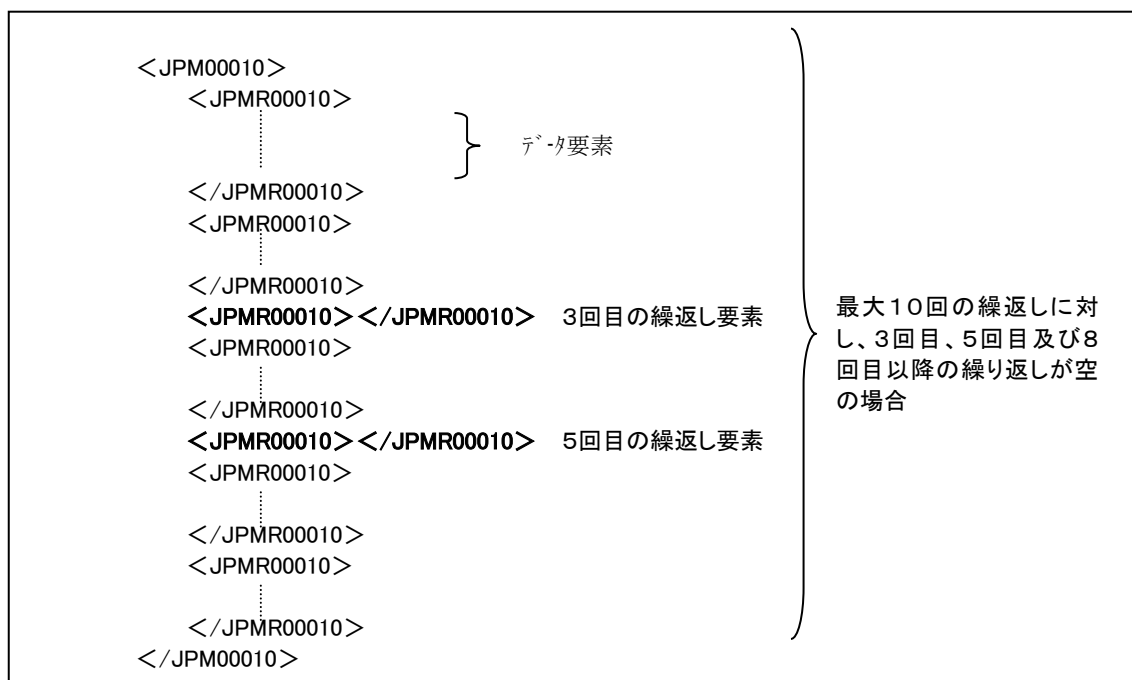 ＜JPM00010＞
＜JPMR00010＞
ﾃﾞｰﾀ要素
＜/JPMR00010＞
＜JPMR00010＞
＜/JPMR00010＞
＜JPMR00010＞＜/JPMR00010＞ 3回目の繰返し要素
＜JPMR00010＞
＜/JPMR00010＞
＜JPMR00010＞＜/JPMR00010＞ 5回目の繰返し要素
＜JPMR00010＞
＜/JPMR00010＞
＜JPMR00010＞
＜/JPMR00010＞
＜/JPM00010＞
最大１０回の繰返しに対
し、３回目、５回目及び８
回目以降の繰り返しが空
の場合